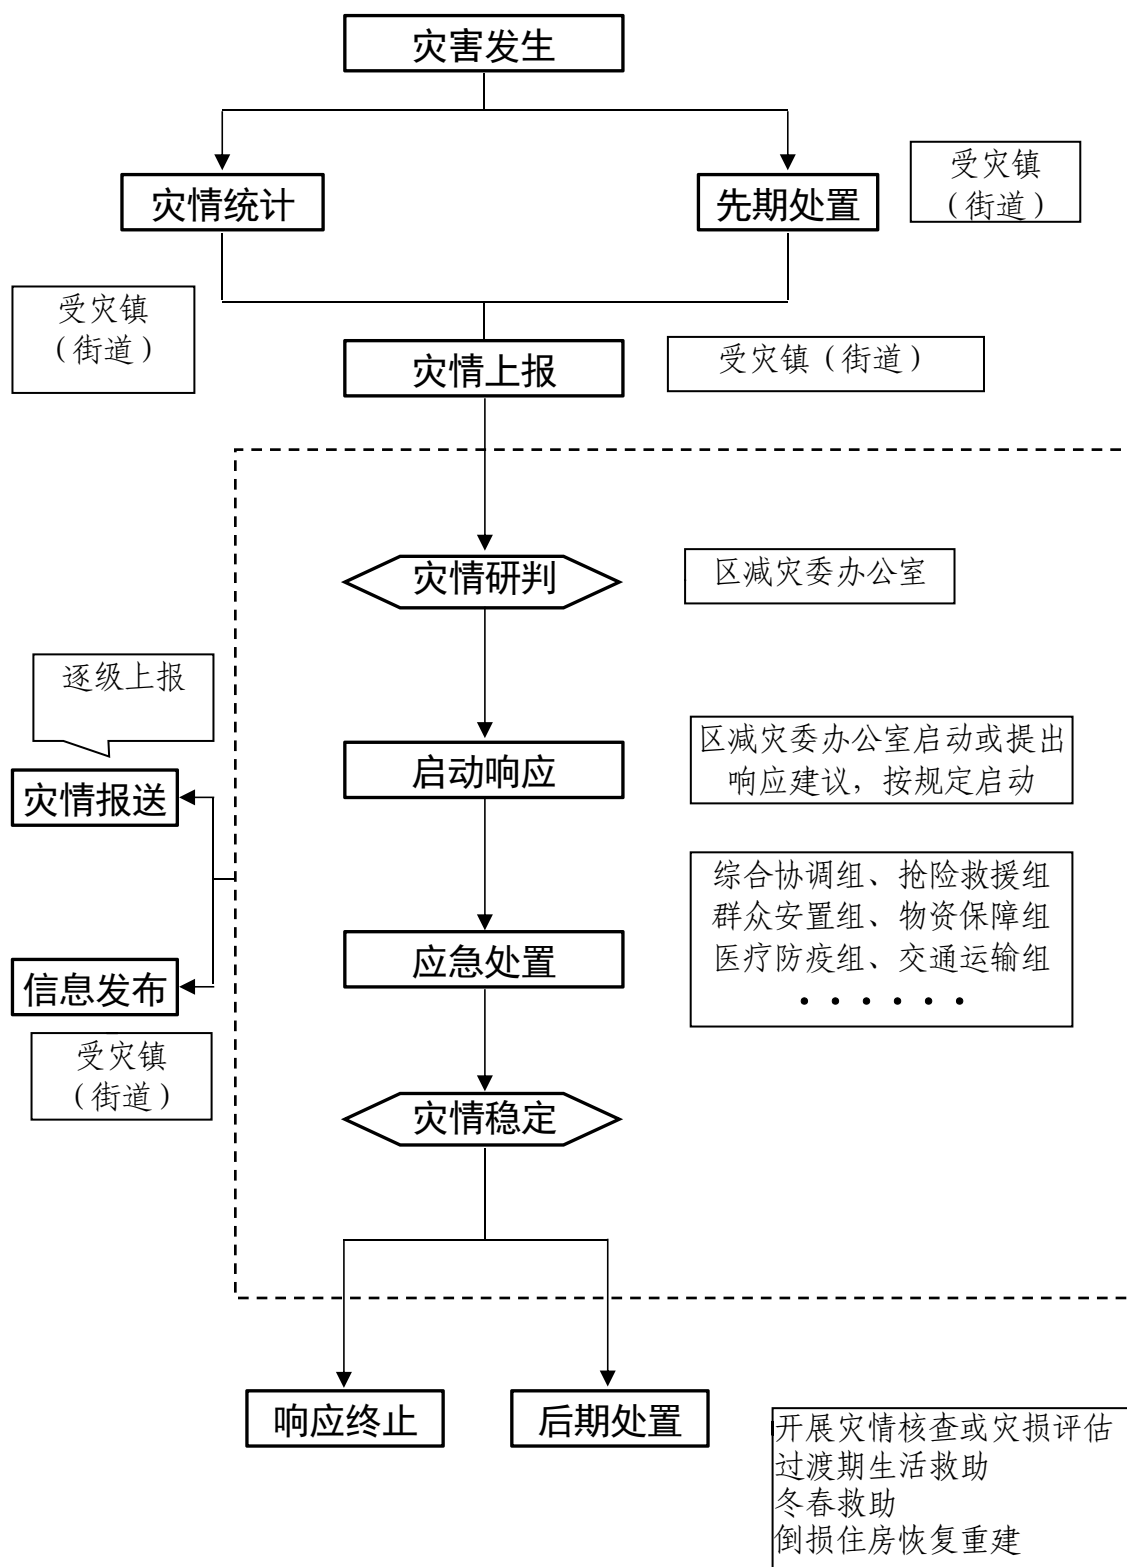 灾害发生
灾情统计
先期处置
受灾镇
（街道）
受灾镇
（街道）
灾情上报
受灾镇（街道）
灾情研判
区减灾委办公室
逐级上报
启动响应
区减灾委办公室启动或提出
响应建议，按规定启动
灾情报送
综合协调组、抢险救援组
群众安置组、物资保障组
医疗防疫组、交通运输组
······
应急处置
信息发布
受灾镇
（街道）
灾情稳定
响应终止
后期处置
开展灾情核查或灾损评估
过渡期生活救助
冬春救助
倒损住房恢复重建